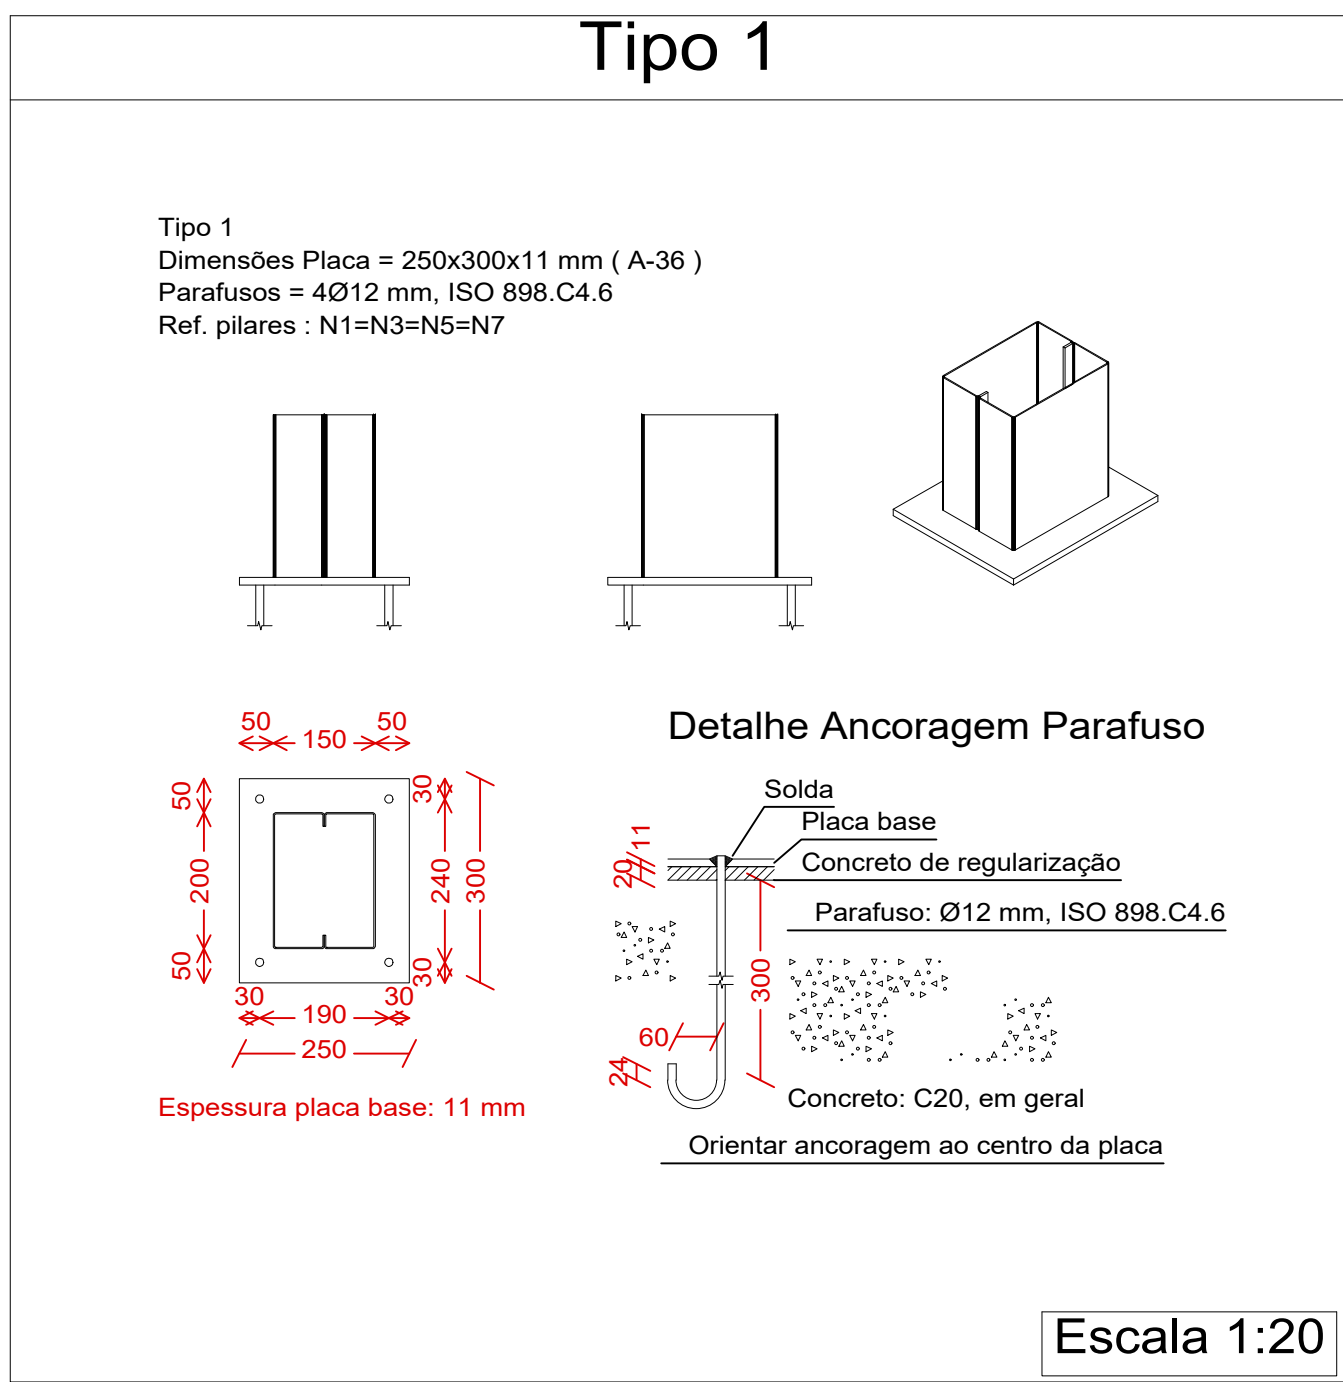 Tipo 1
Tipo 1
Dimensões Placa = 250x300x11 mm ( A-36 )
Parafusos = 4Ø12 mm, ISO 898.C4.6
Ref. pilares : N1=N3=N5=N7
50
150
50
50
200
50
30
240
30
300
30
190
30
250
Espessura placa base: 11 mm
Detalhe Ancoragem Parafuso
Solda
Placa base
Concreto de regularização
Parafuso: Ø12 mm, ISO 898.C4.6
11
20
300
60
24
Concreto: C20, em geral
Orientar ancoragem ao centro da placa
Escala 1:20